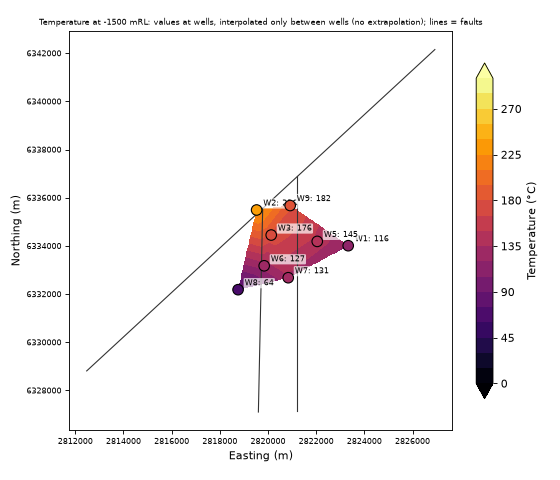 Temperature at -1500 mRL: values at wells, interpolated only between wells (no extrapolation); lines = faults
6342000
6340000
6338000
6336000
6334000
6332000
6330000
6328000
Northing (m)
W2:
W9: 182
W3: 176
W5: 145
116
W6: 127
W7: 131
W8: 64
2812000 2814000 2816000 2818000 2820000 2822000 2824000 2826000
Easting (m)
270
225
180
135
90
45
0
Temperature (°C)